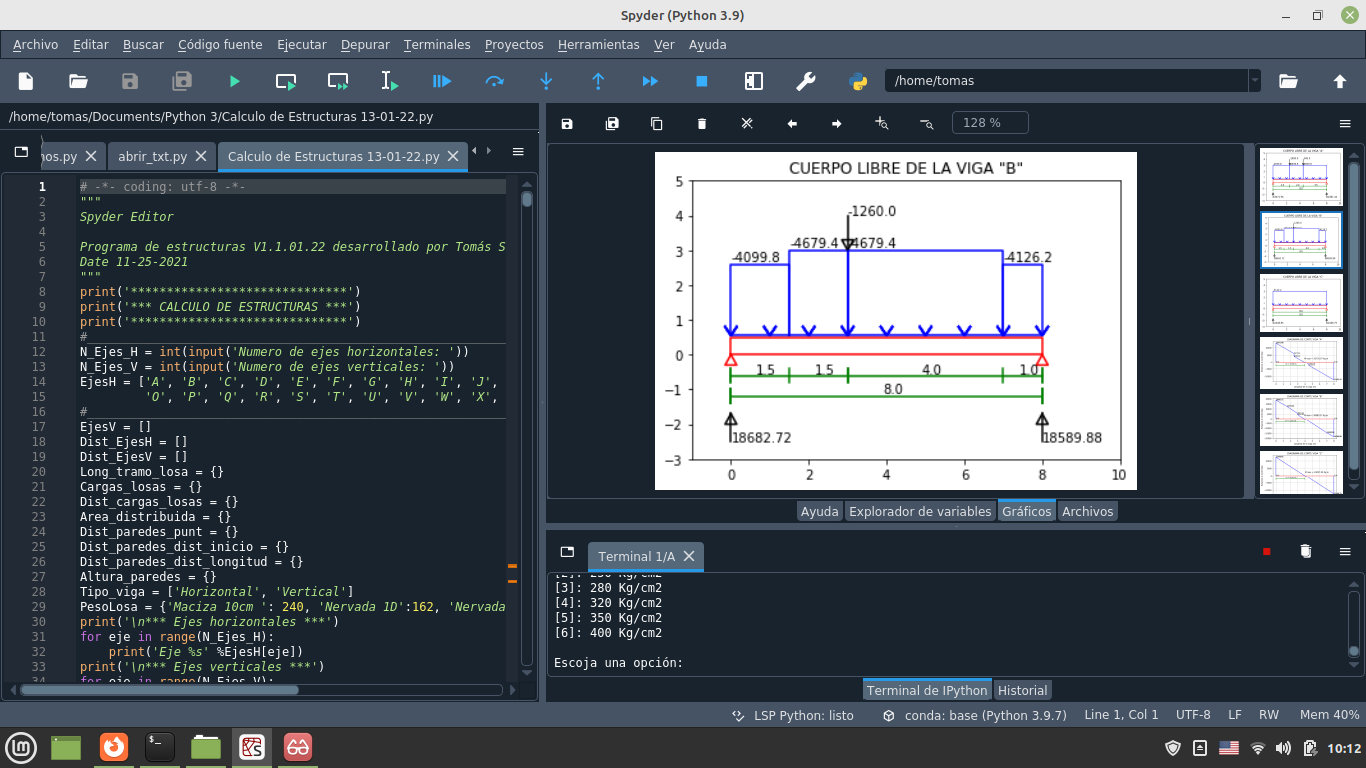 Spyder (Python 3.9)
Archivo Editar Buscar Código fuente Ejecutar Depurar Terminales Proyectos Herramientas Ver Ayuda
/home/tomas
/home/tomas/Documents/Python 3/Calculo de Estructuras 13-01-22.py
os.py abrir_txt.py Calculo de Estructuras 13-01-22.py
1 # -*- coding: utf-8 -*-
2 """
3 Spyder Editor
4
5 Programa de estructuras V1.1.01.22 desarrollado por Tomás S
6 Date 11-25-2021
7 """
8 print('******************************')
9 print('*** CALCULO DE ESTRUCTURAS ***')
10 print('******************************')
11 #
12 N_Ejes_H = int(input('Numero de ejes horizontales: '))
13 N_Ejes_V = int(input('Numero de ejes verticales: '))
14 EjesH = ['A', 'B', 'C', 'D', 'E', 'F', 'G', 'H', 'I', 'J',
15 'O', 'P', 'Q', 'R', 'S', 'T', 'U', 'V', 'W', 'X',
16 #
17 EjesV = []
18 Dist_EjesH = []
19 Dist_EjesV = []
20 Long_tramo_losa = {}
21 Cargas_losas = {}
22 Dist_cargas_losas = {}
23 Area_distribuida = {}
24 Dist_paredes_punt = {}
25 Dist_paredes_dist_inicio = {}
26 Dist_paredes_dist_longitud = {}
27 Altura_paredes = {}
28 Tipo_viga = ['Horizontal', 'Vertical']
29 PesoLosa = {'Maciza 10cm ': 240, 'Nervada 1D':162, 'Nervada
30 print('\n*** Ejes horizontales ***')
31 for eje in range(N_Ejes_H):
32 print('Eje %s' %EjesH[eje])
33 print('\n*** Ejes verticales ***')
34 for eje in range(N_Ejes_V):
128 %
CUERPO LIBRE DE LA VIGA "B"
5
4
3
2
1
0
−1
−2
−3
-1260.0
-4679.4 -4679.4
-4099.8 -4126.2
1.5 1.5 4.0 1.0
8.0
18682.72 18589.88
0 2 4 6 8 10
Ayuda Explorador de variables Gráficos Archivos
Terminal 1/A
[2]: 250 Kg/cm2
[3]: 280 Kg/cm2
[4]: 320 Kg/cm2
[5]: 350 Kg/cm2
[6]: 400 Kg/cm2
Escoja una opción:
Terminal de IPython Historial
LSP Python: listo conda: base (Python 3.9.7) Line 1, Col 1 UTF-8 LF RW Mem 40%
10:12